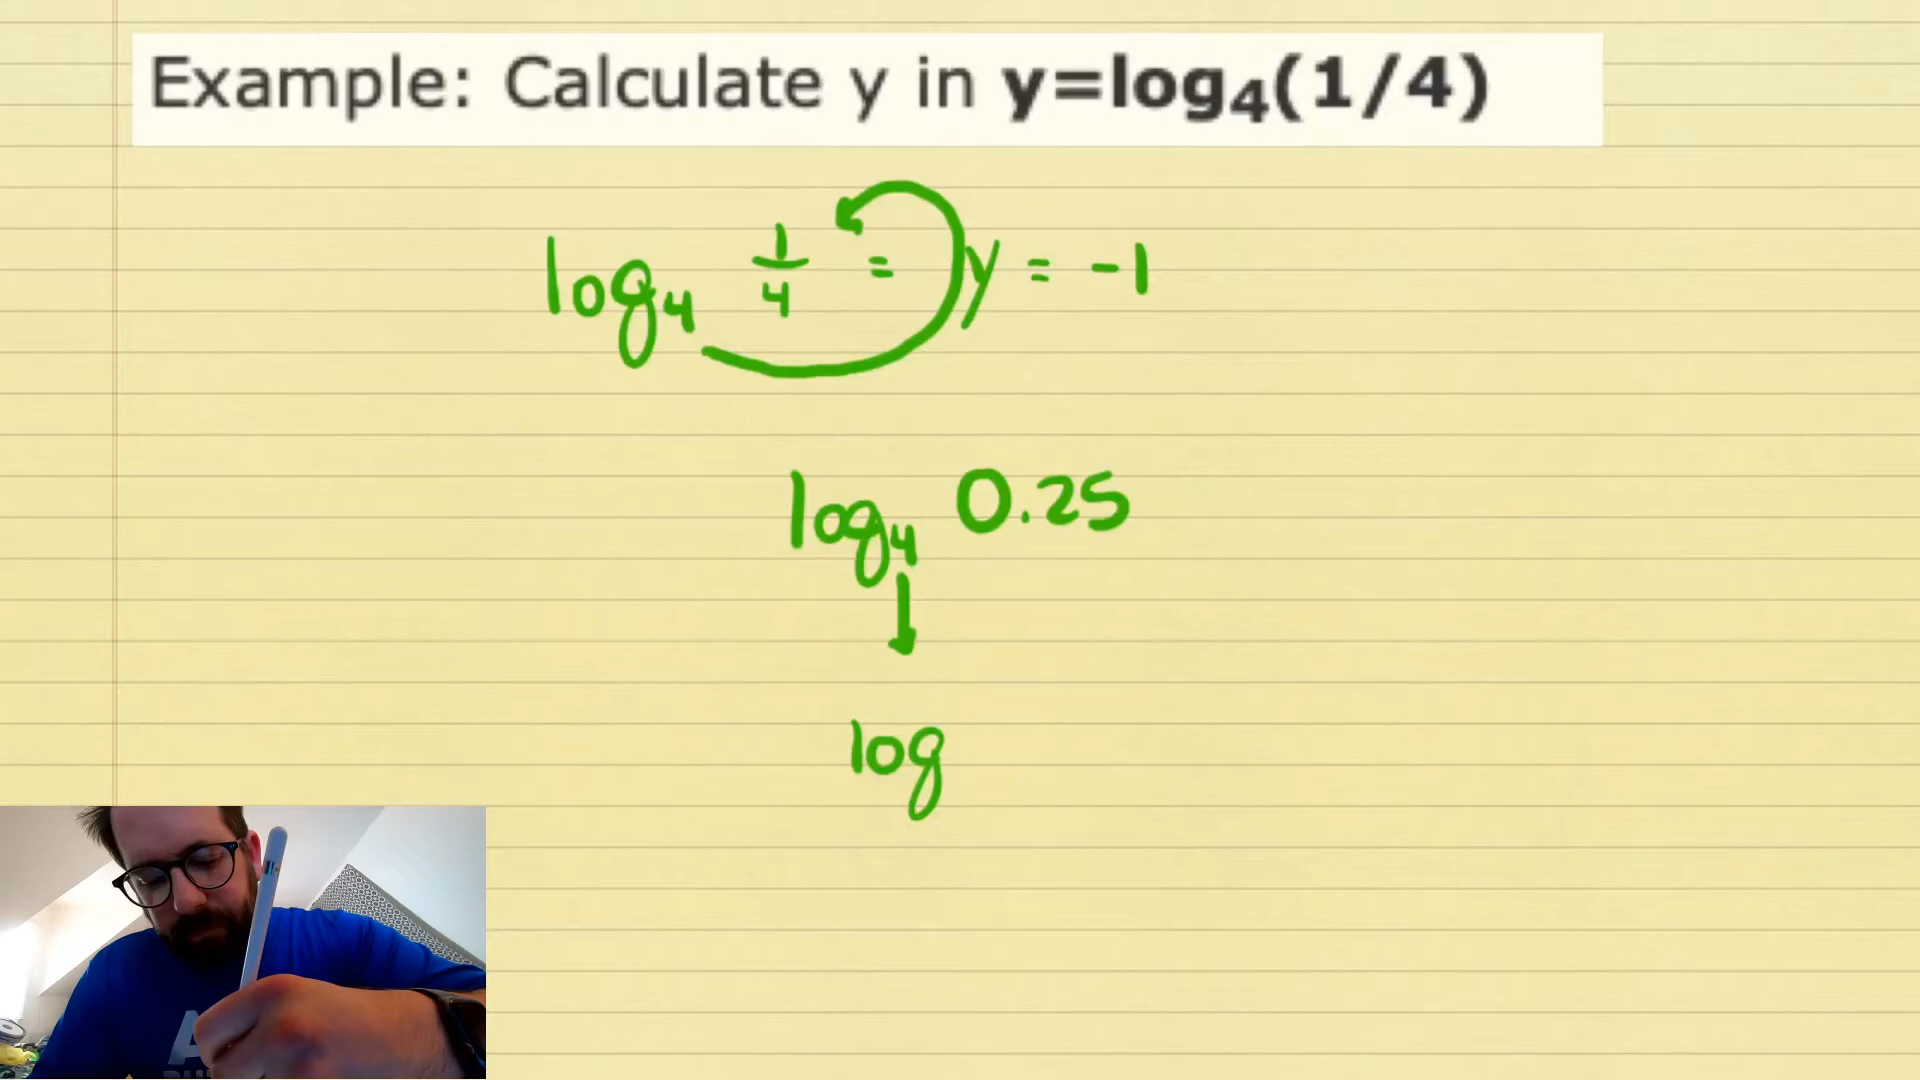 Example: Calculate y in y=log₄(1/4)
log₄ 1/4 = y = -1
log₄ 0.25
log